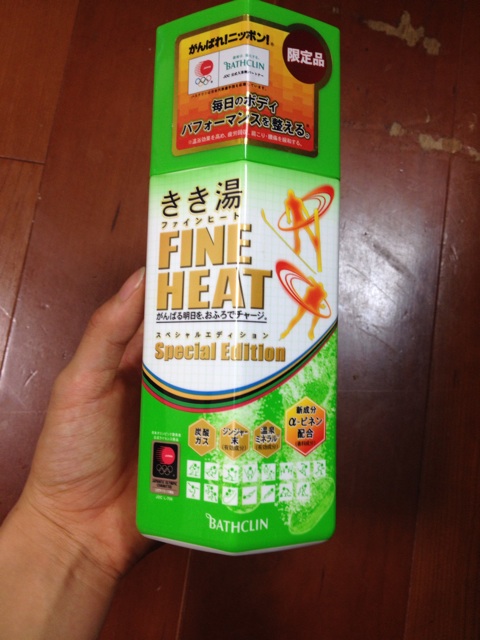 がんばれ!ニッポン!。
限定品
BATHCLIN
毎日のボディ
パフォーマンスを整える。
きき湯
ファインヒート
FINE
HEAT
がんばる明日を、おふろでチャージ。
スペシャルエディション
Special Edition
炭酸
ガス
ジンジャー
末
温泉
ミネラル
新成分
α-ピネン
配合
BATHCLIN